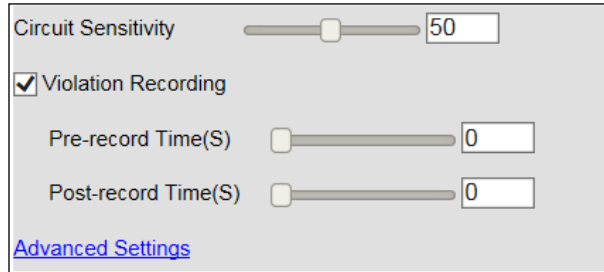 Circuit Sensitivity 50
Violation Recording
Pre-record Time(S) 0
Post-record Time(S) 0
Advanced Settings